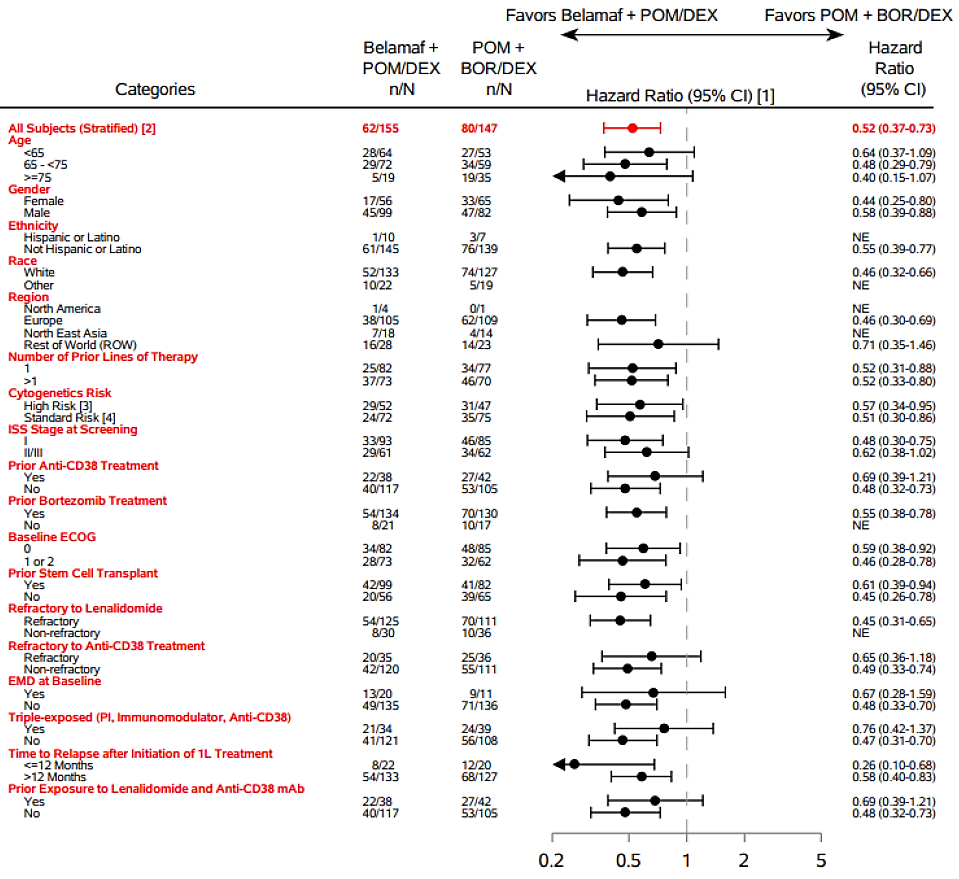 Favors Belamaf + POM/DEX Favors POM + BOR/DEX
Belamaf + POM + Hazard
POM/DEX BOR/DEX Ratio
Categories n/N n/N Hazard Ratio (95% CI) [1] (95% CI)
All Subjects (Stratified) [2] 62/155 80/147 0.52 (0.37-0.73)
Age
<65 28/64 27/53 0.64 (0.37-1.09)
65 - <75 29/72 34/59 0.48 (0.29-0.79)
>=75 5/19 19/35 0.40 (0.15-1.07)
Gender
Female 17/56 33/65 0.44 (0.25-0.80)
Male 45/99 47/82 0.58 (0.39-0.88)
Ethnicity
Hispanic or Latino 1/10 3/7 NE
Not Hispanic or Latino 61/145 76/139 0.55 (0.39-0.77)
Race
White 52/133 74/127 0.46 (0.32-0.66)
Other 10/22 5/19 NE
Region
North America 1/4 0/1 NE
Europe 38/105 62/109 0.46 (0.30-0.69)
North East Asia 7/18 4/14 NE
Rest of World (ROW) 16/28 14/23 0.71 (0.35-1.46)
Number of Prior Lines of Therapy
1 25/82 34/77 0.52 (0.31-0.88)
>1 37/73 46/70 0.52 (0.33-0.80)
Cytogenetics Risk
High Risk [3] 29/52 31/47 0.57 (0.34-0.95)
Standard Risk [4] 24/72 35/75 0.51 (0.30-0.86)
ISS Stage at Screening
I 33/93 46/85 0.48 (0.30-0.75)
II/III 29/61 34/62 0.62 (0.38-1.02)
Prior Anti-CD38 Treatment
Yes 22/38 27/42 0.69 (0.39-1.21)
No 40/117 53/105 0.48 (0.32-0.73)
Prior Bortezomib Treatment
Yes 54/134 70/130 0.55 (0.38-0.78)
No 8/21 10/17 NE
Baseline ECOG
0 34/82 48/85 0.59 (0.38-0.92)
1 or 2 28/73 32/62 0.46 (0.28-0.78)
Prior Stem Cell Transplant
Yes 42/99 41/82 0.61 (0.39-0.94)
No 20/56 39/65 0.45 (0.26-0.78)
Refractory to Lenalidomide
Refractory 54/125 70/111 0.45 (0.31-0.65)
Non-refractory 8/30 10/36 NE
Refractory to Anti-CD38 Treatment
Refractory 20/35 25/36 0.65 (0.36-1.18)
Non-refractory 42/120 55/111 0.49 (0.33-0.74)
EMD at Baseline
Yes 13/20 9/11 0.67 (0.28-1.59)
No 49/135 71/136 0.48 (0.33-0.70)
Triple-exposed (PI, Immunomodulator, Anti-CD38)
Yes 21/34 24/39 0.76 (0.42-1.37)
No 41/121 56/108 0.47 (0.31-0.70)
Time to Relapse after Initiation of 1L Treatment
<=12 Months 8/22 12/20 0.26 (0.10-0.68)
>12 Months 54/133 68/127 0.58 (0.40-0.83)
Prior Exposure to Lenalidomide and Anti-CD38 mAb
Yes 22/38 27/42 0.69 (0.39-1.21)
No 40/117 53/105 0.48 (0.32-0.73)
0.2 0.5 1 2 5